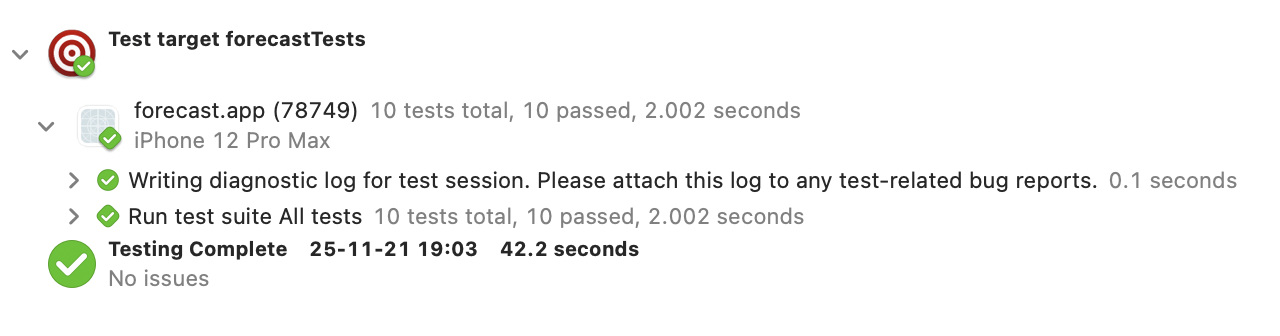 Test target forecastTests
forecast.app (78749) 10 tests total, 10 passed, 2.002 seconds
iPhone 12 Pro Max
Writing diagnostic log for test session. Please attach this log to any test-related bug reports. 0.1 seconds
Run test suite All tests 10 tests total, 10 passed, 2.002 seconds
Testing Complete 25-11-21 19:03 42.2 seconds
No issues